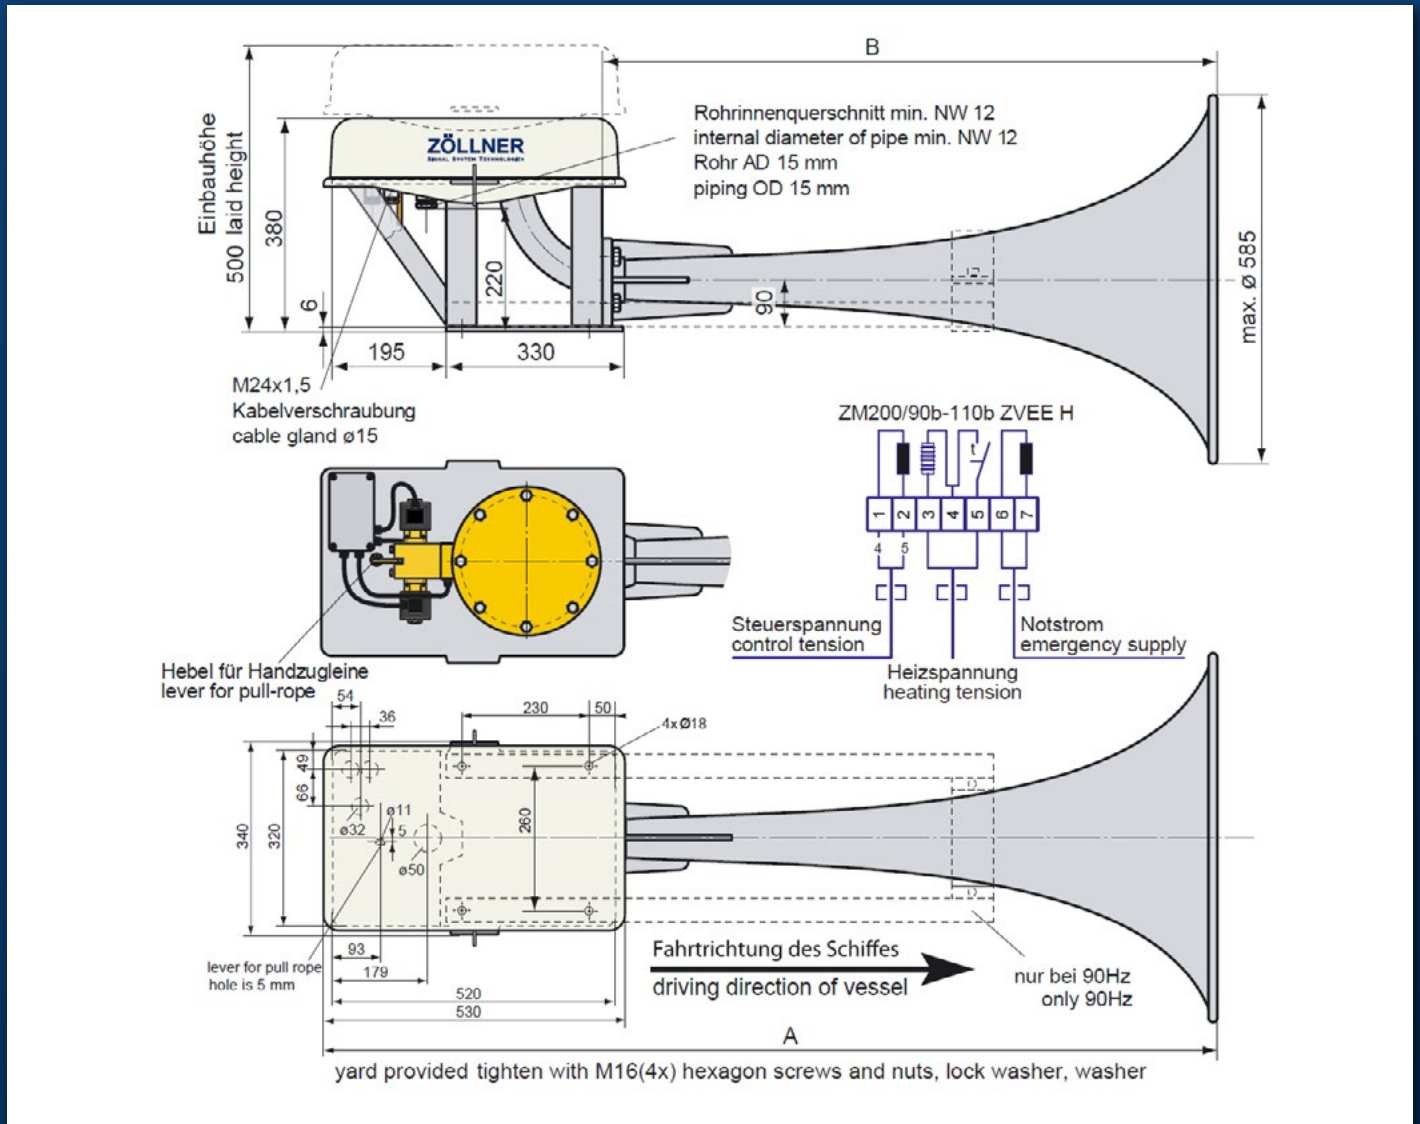 B
Einbauhöhe
500 laid height
380
ZÖLLNER
Signal System Technologies
Rohrinnenquerschnitt min. NW 12
internal diameter of pipe min. NW 12
Rohr AD 15 mm
piping OD 15 mm
max. ø 585
6
220
90
195
330
M24x1,5
Kabelverschraubung
cable gland ø15
ZM200/90b-110b ZVEE H
t
1 2 3 4 5 6 7
4 5
Steuerspannung
control tension
Notstrom
emergency supply
Heizspannung
heating tension
Hebel für Handzugleine
lever for pull-rope
54
36
230
50
4xØ18
49
66
340
320
ø11
ø32
5
ø50
260
93
179
lever for pull rope
hole is 5 mm
520
530
Fahrtrichtung des Schiffes
driving direction of vessel
nur bei 90Hz
only 90Hz
A
yard provided tighten with M16(4x) hexagon screws and nuts, lock washer, washer